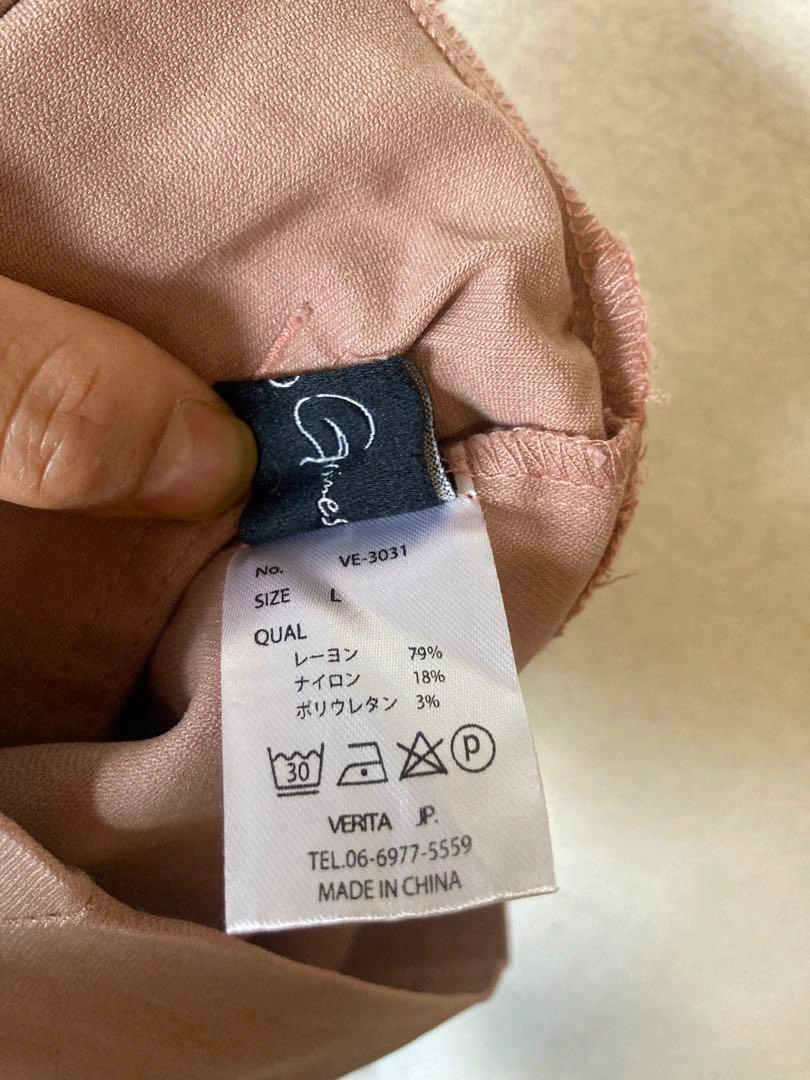 Gimes
No. VE-3031
SIZE L
QUAL
レーヨン 79%
ナイロン 18%
ポリウレタン 3%
30 P
VERITA JP.
TEL.06-6977-5559
MADE IN CHINA